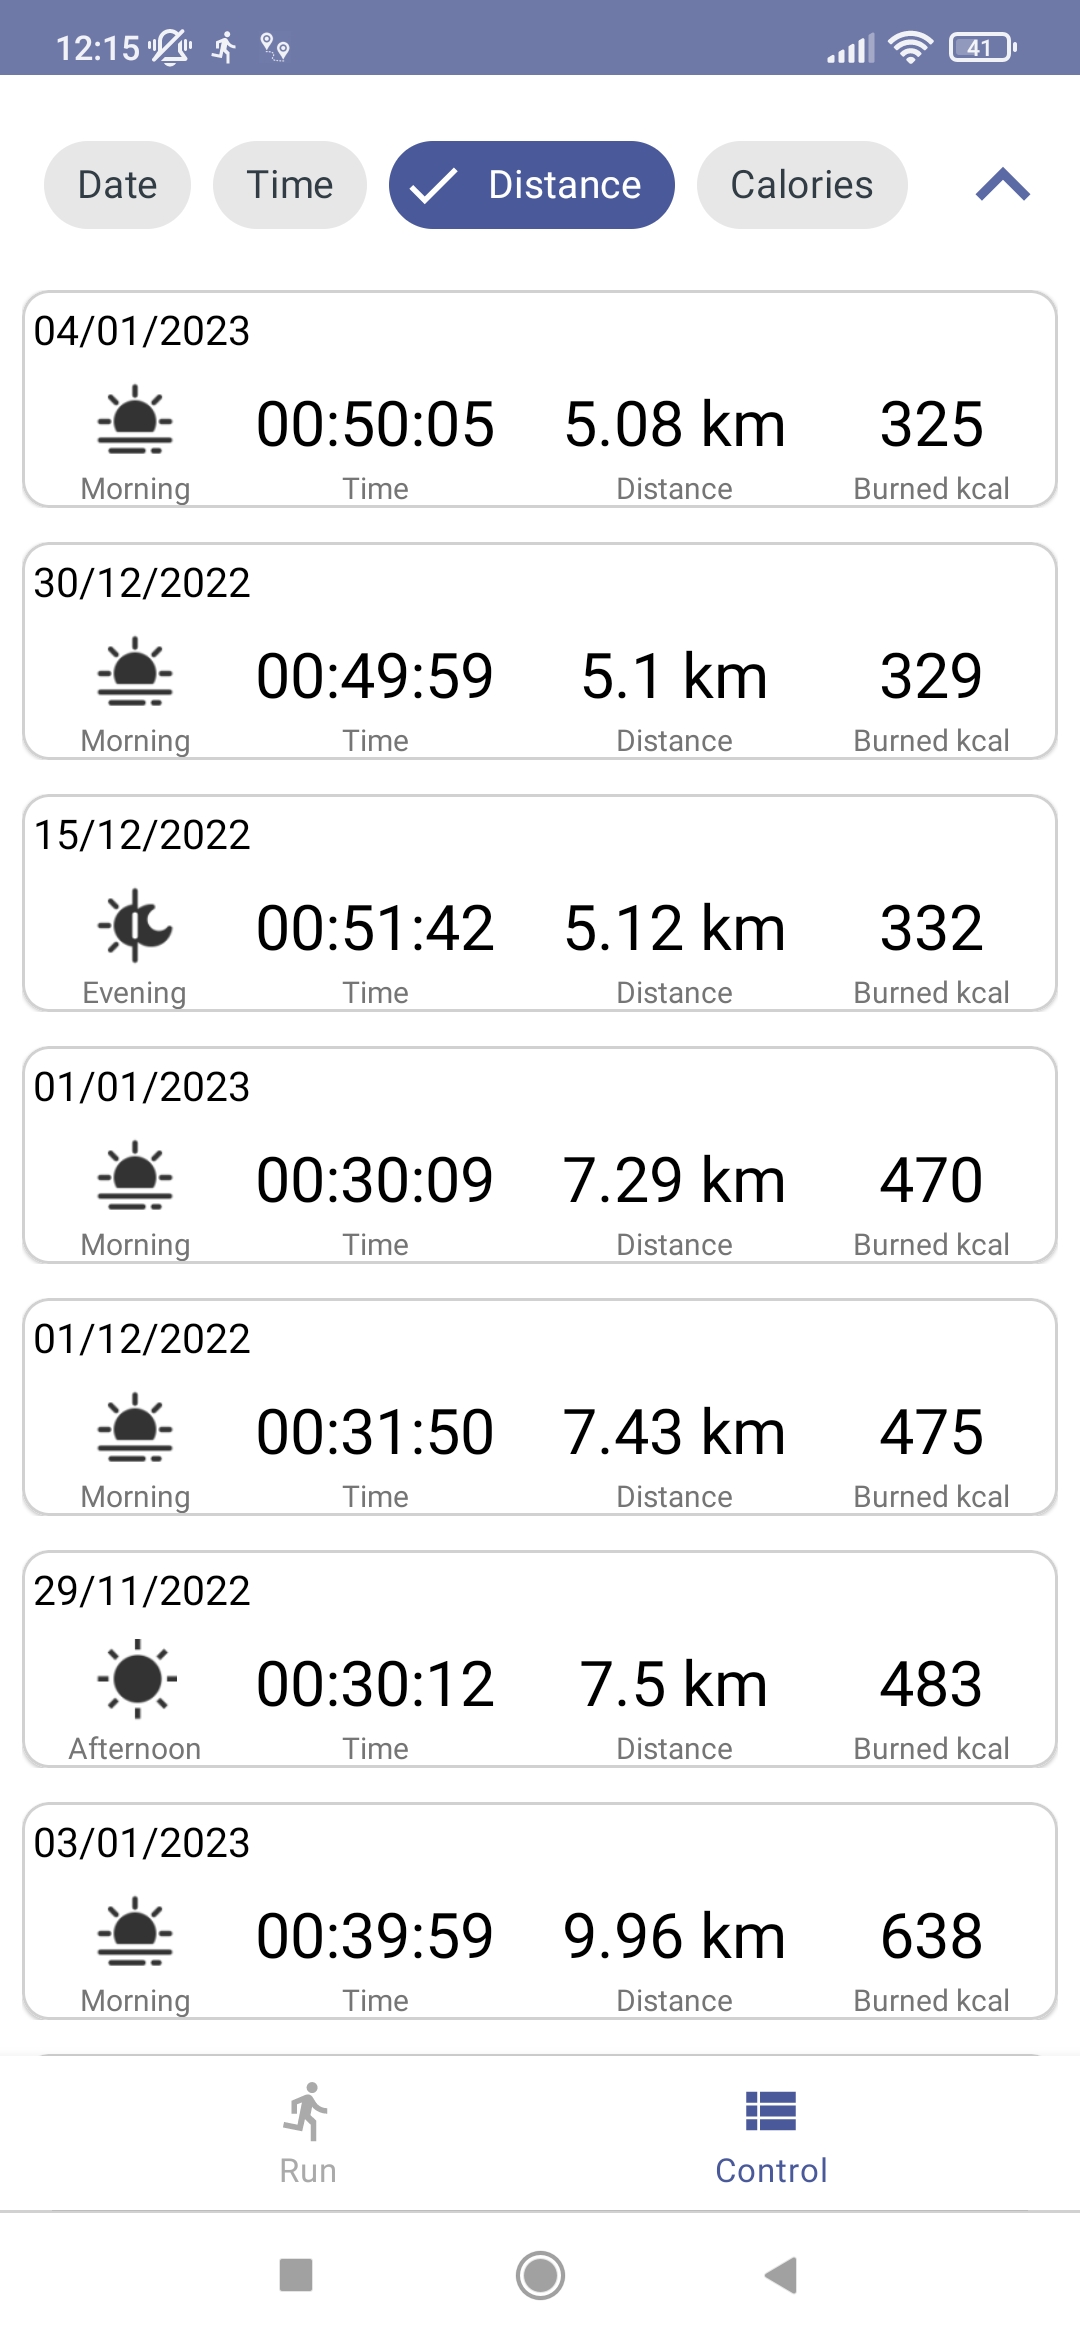 12:15 41
Date Time Distance Calories
04/01/2023
00:50:05 5.08 km 325
Morning Time Distance Burned kcal
30/12/2022
00:49:59 5.1 km 329
Morning Time Distance Burned kcal
15/12/2022
00:51:42 5.12 km 332
Evening Time Distance Burned kcal
01/01/2023
00:30:09 7.29 km 470
Morning Time Distance Burned kcal
01/12/2022
00:31:50 7.43 km 475
Morning Time Distance Burned kcal
29/11/2022
00:30:12 7.5 km 483
Afternoon Time Distance Burned kcal
03/01/2023
00:39:59 9.96 km 638
Morning Time Distance Burned kcal
Run Control